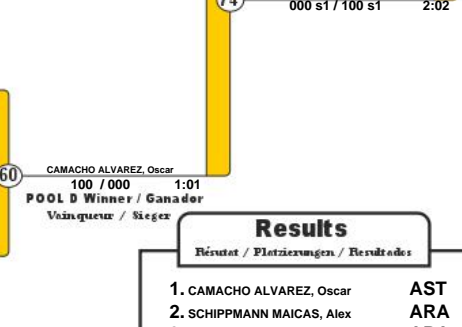 74
000 s1 / 100 s1 2:02
60
CAMACHO ALVAREZ, Oscar
100 / 000 1:01
POOL D Winner / Ganador
Vainqueur / Sieger
Results
Résutat / Platzierungen / Resultados
1. CAMACHO ALVAREZ, Oscar AST
2. SCHIPPMANN MAICAS, Alex ARA